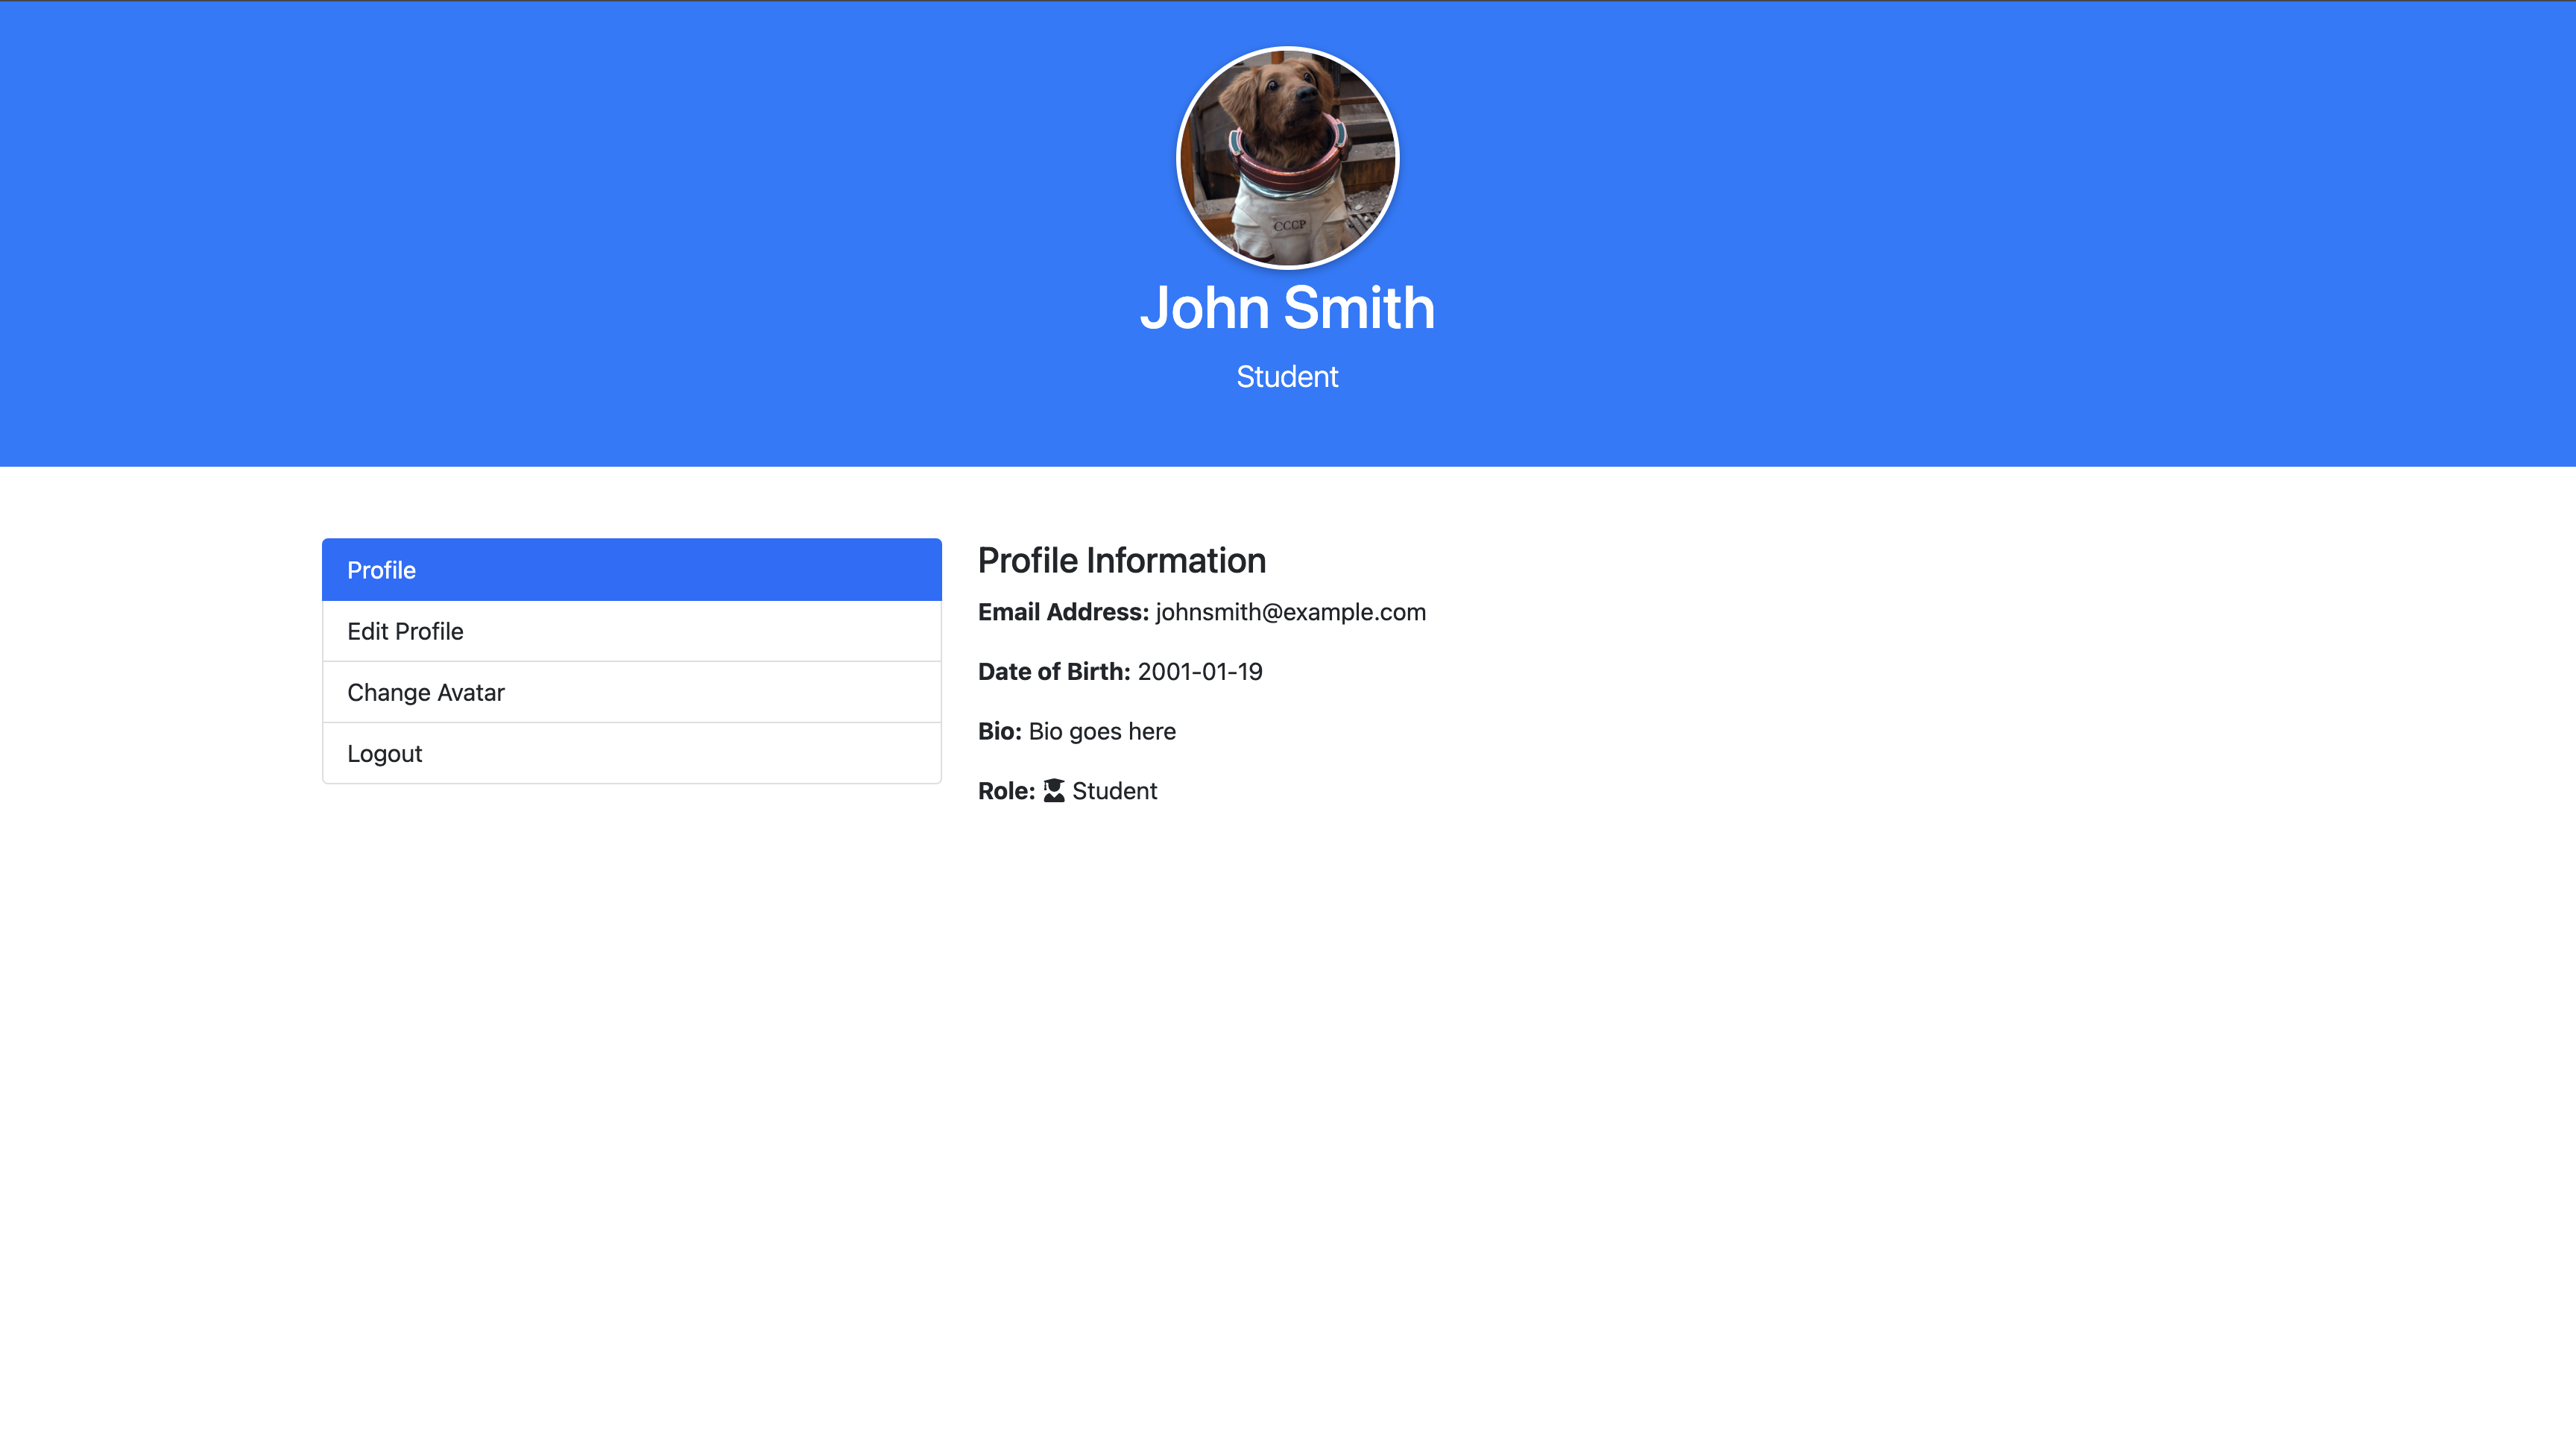 CCCP
John Smith
Student
Profile
Edit Profile
Change Avatar
Logout
Profile Information
Email Address: johnsmith@example.com
Date of Birth: 2001-01-19
Bio: Bio goes here
Role: Student